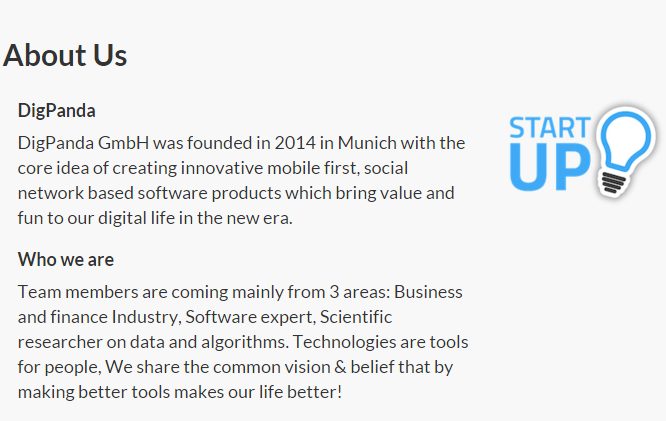 About Us
DigPanda
DigPanda GmbH was founded in 2014 in Munich with the
core idea of creating innovative mobile first, social
network based software products which bring value and
fun to our digital life in the new era.
START
UP
Who we are
Team members are coming mainly from 3 areas: Business
and finance Industry, Software expert, Scientific
researcher on data and algorithms. Technologies are tools
for people, We share the common vision & belief that by
making better tools makes our life better!